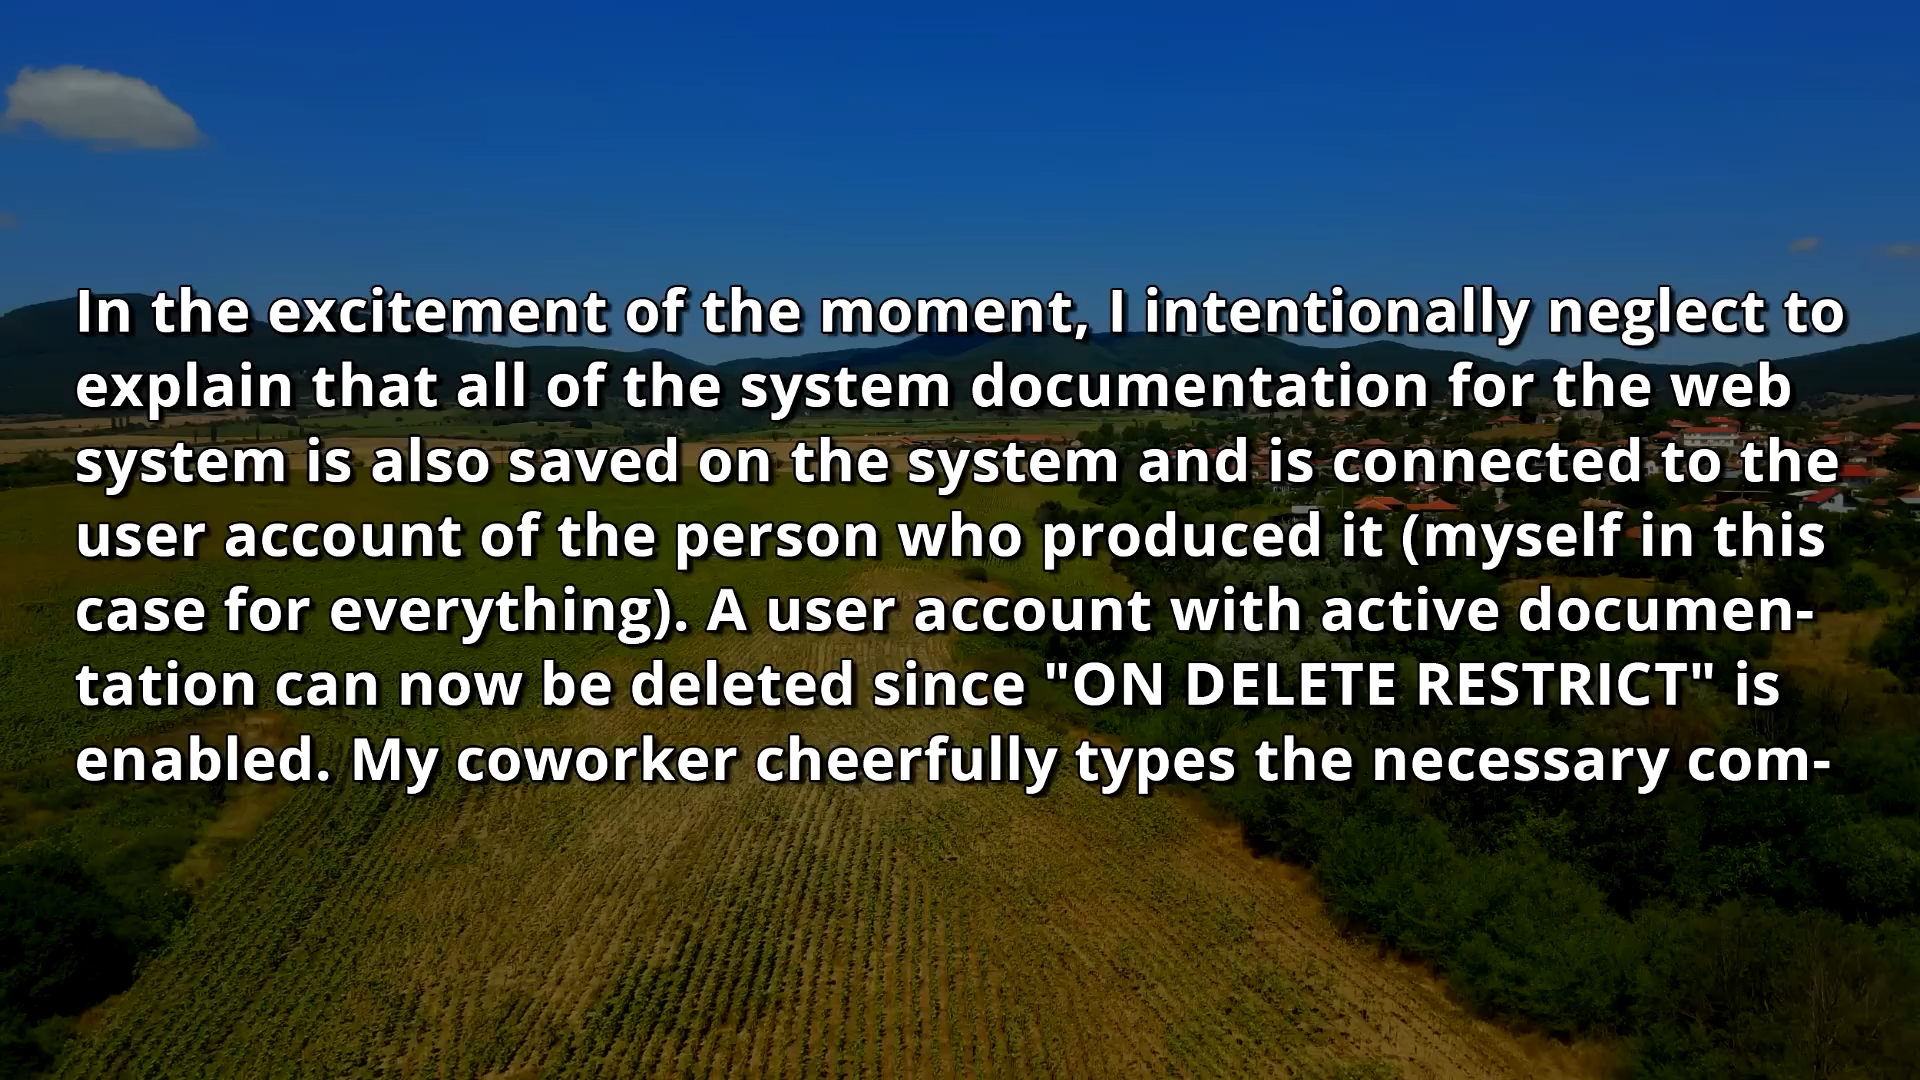 In the excitement of the moment, I intentionally neglect to
explain that all of the system documentation for the web
system is also saved on the system and is connected to the
user account of the person who produced it (myself in this
case for everything). A user account with active documen-
tation can now be deleted since "ON DELETE RESTRICT" is
enabled. My coworker cheerfully types the necessary com-